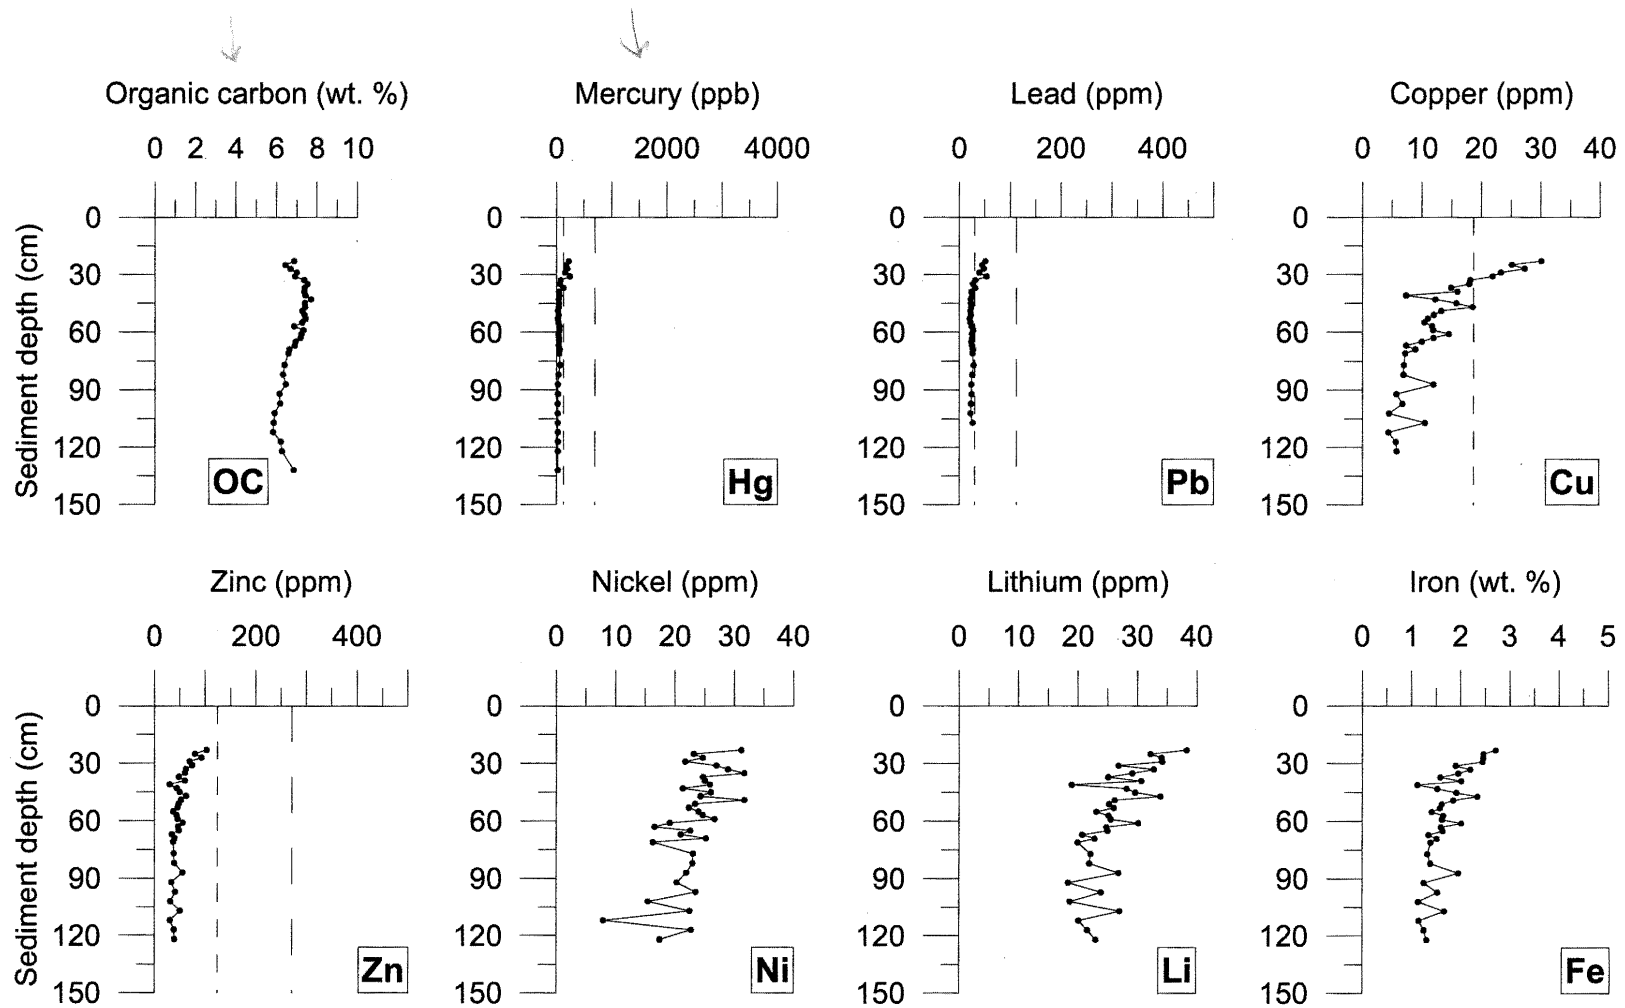 Organic carbon (wt. %) Mercury (ppb) Lead (ppm) Copper (ppm)
0 2 4 6 8 10 0 2000 4000 0 200 400 0 10 20 30 40
Sediment depth (cm)
0 0 0 0
30 30 30 30
60 60 60 60
90 90 90 90
120 120 120 120
OC Hg Pb Cu
150 150 150 150
Zinc (ppm) Nickel (ppm) Lithium (ppm) Iron (wt. %)
0 200 400 0 10 20 30 40 0 10 20 30 40 0 1 2 3 4 5
Sediment depth (cm)
0 0 0 0
30 30 30 30
60 60 60 60
90 90 90 90
120 120 120 120
Zn Ni Li Fe
150 150 150 150